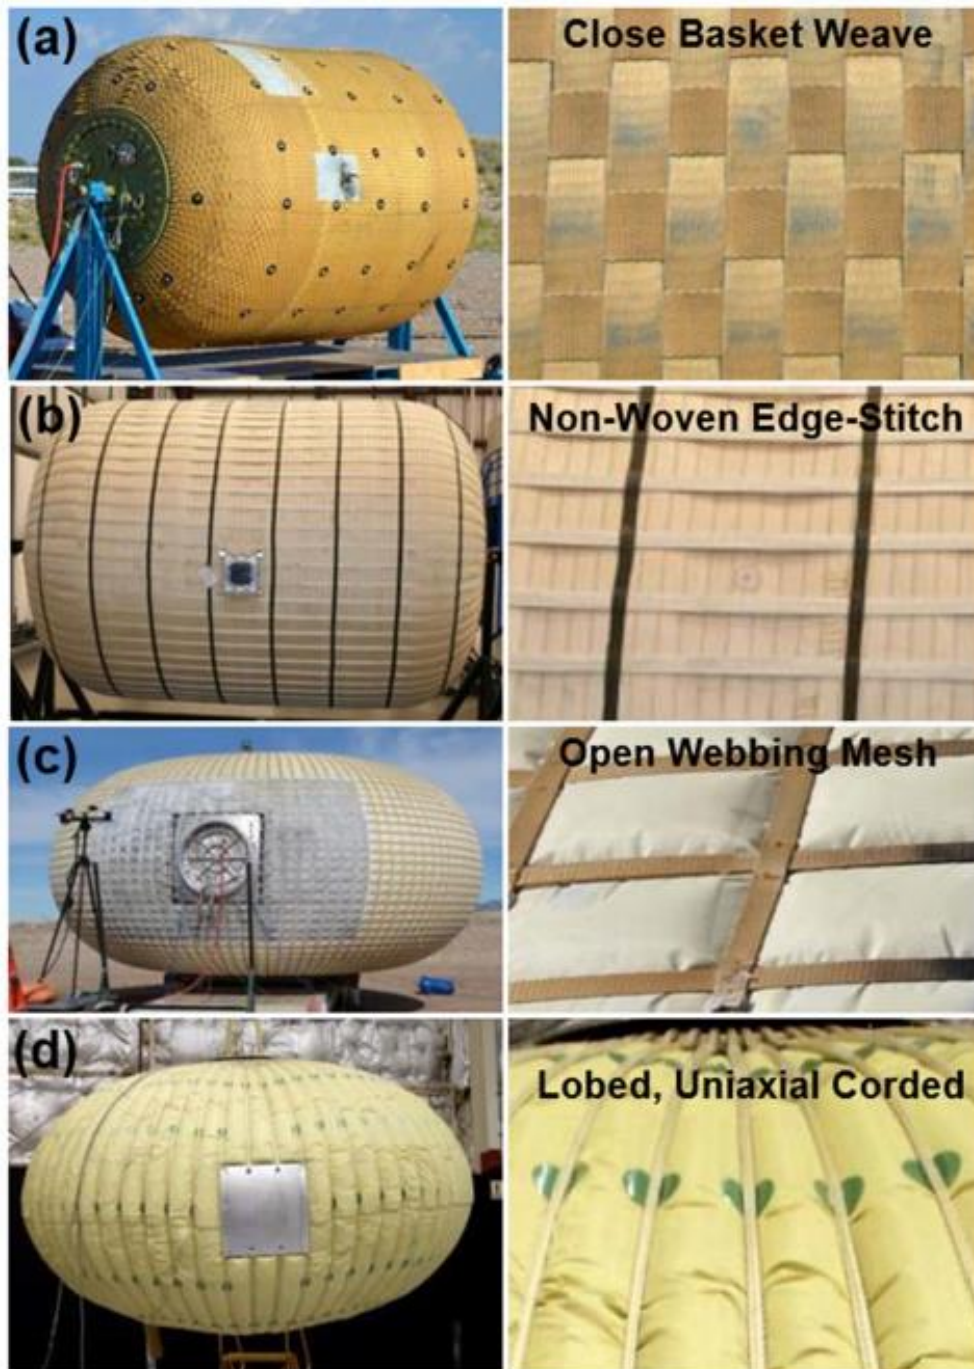 (a)
Close Basket Weave
(b)
Non-Woven Edge-Stitch
(c)
Open Webbing Mesh
(d)
Lobed, Uniaxial Corded